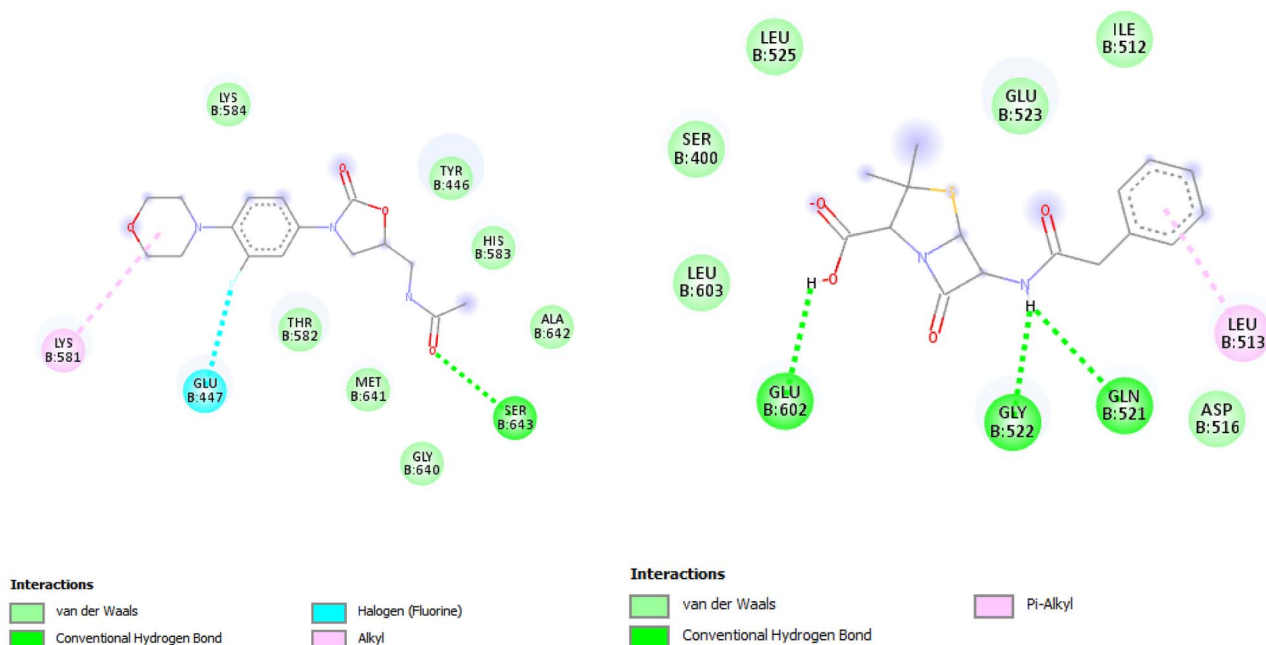 LYS
B:584
TYR
B:446
HIS
B:583
ALA
B:642
THR
B:582
LYS
B:581
GLU
B:447
MET
B:641
SER
B:643
GLY
B:640
O
O
N
N
O
F
N
O
Interactions
van der Waals
Conventional Hydrogen Bond
Halogen (Fluorine)
Alkyl
LEU
B:525
ILE
B:512
GLU
B:523
SER
B:400
LEU
B:603
LEU
B:513
GLU
B:602
GLY
B:522
GLN
B:521
ASP
B:516
-O
S
O
H
-O
N
N
H
O
Interactions
van der Waals
Conventional Hydrogen Bond
Pi-Alkyl